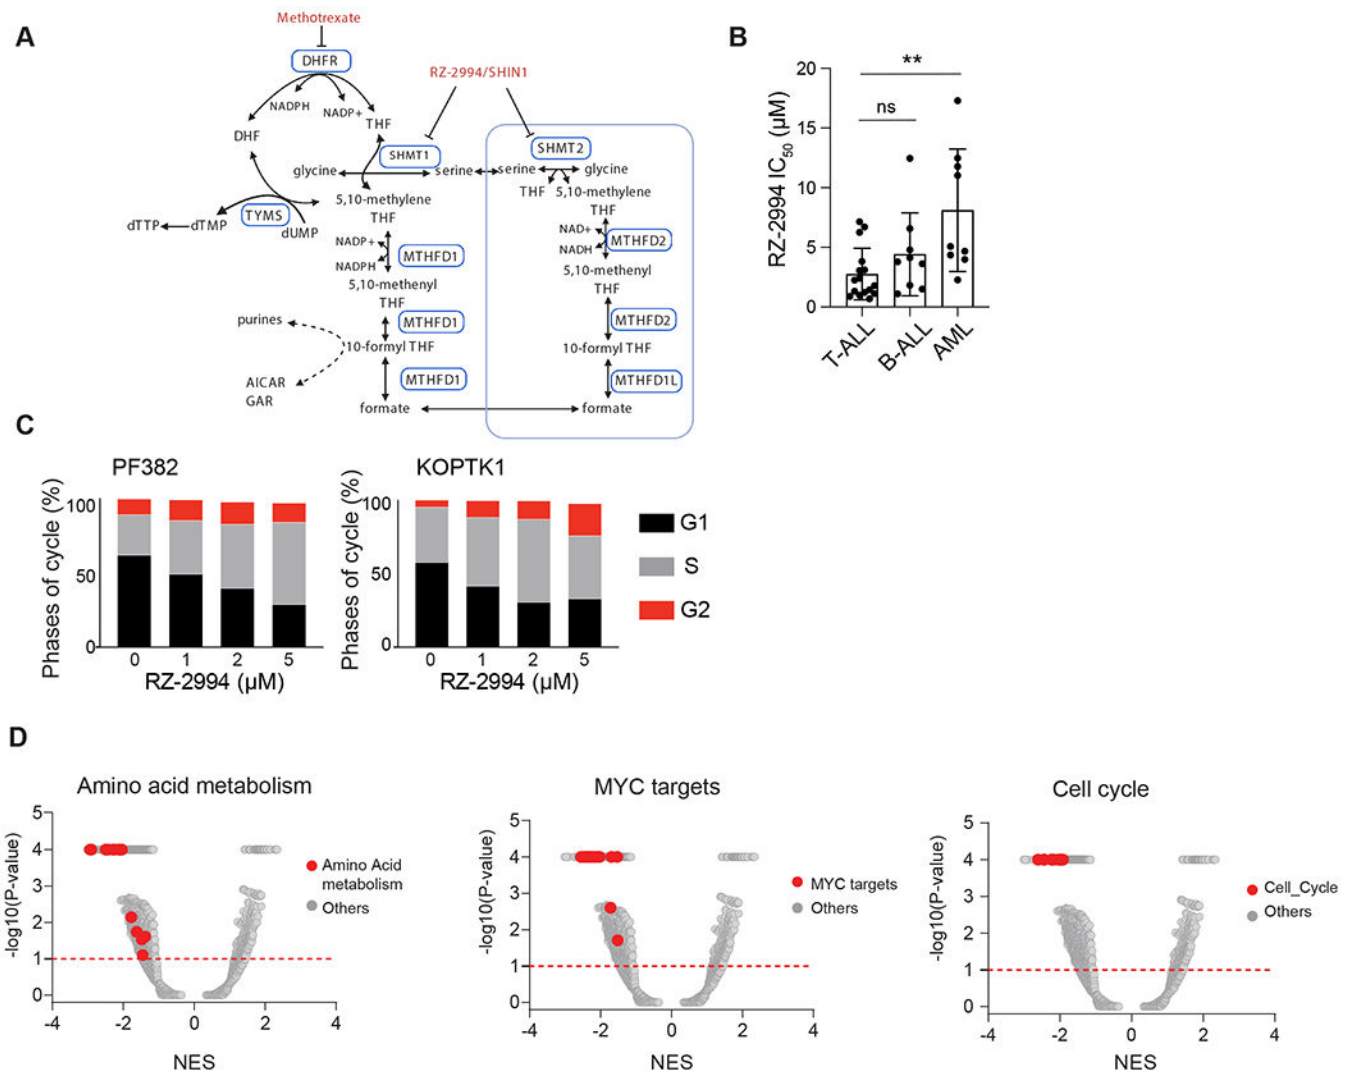 A
Methotrexate
DHFR
NADPH
NADP+
THF
DHF
RZ-2994/SHIN1
SHMT1
SHMT2
glycine
serine
serine
glycine
5,10-methylene
THF
THF
5,10-methylene
THF
TYMS
dTTP
dTMP
dUMP
NADP+
NADPH
MTHFD1
NAD+
NADH
MTHFD2
5,10-methenyl
THF
5,10-methenyl
THF
purines
MTHFD1
MTHFD2
10-formyl THF
10-formyl THF
AICAR
GAR
MTHFD1
MTHFD1L
formate
formate
B
RZ-2994 IC50 (µM)
20
15
10
5
0
**
ns
T-ALL
B-ALL
AML
C
PF382
Phases of cycle (%)
100
50
0
0 1 2 5
RZ-2994 (µM)
KOPTK1
Phases of cycle (%)
100
50
0
0 1 2 5
RZ-2994 (µM)
G1
S
G2
D
Amino acid metabolism
-log10(P-value)
5
4
3
2
1
0
-4 -2 0 2 4
NES
Amino Acid
metabolism
Others
MYC targets
-log10(P-value)
5
4
3
2
1
0
-4 -2 0 2 4
NES
MYC targets
Others
Cell cycle
-log10(P-value)
5
4
3
2
1
0
-4 -2 0 2 4
NES
Cell_Cycle
Others